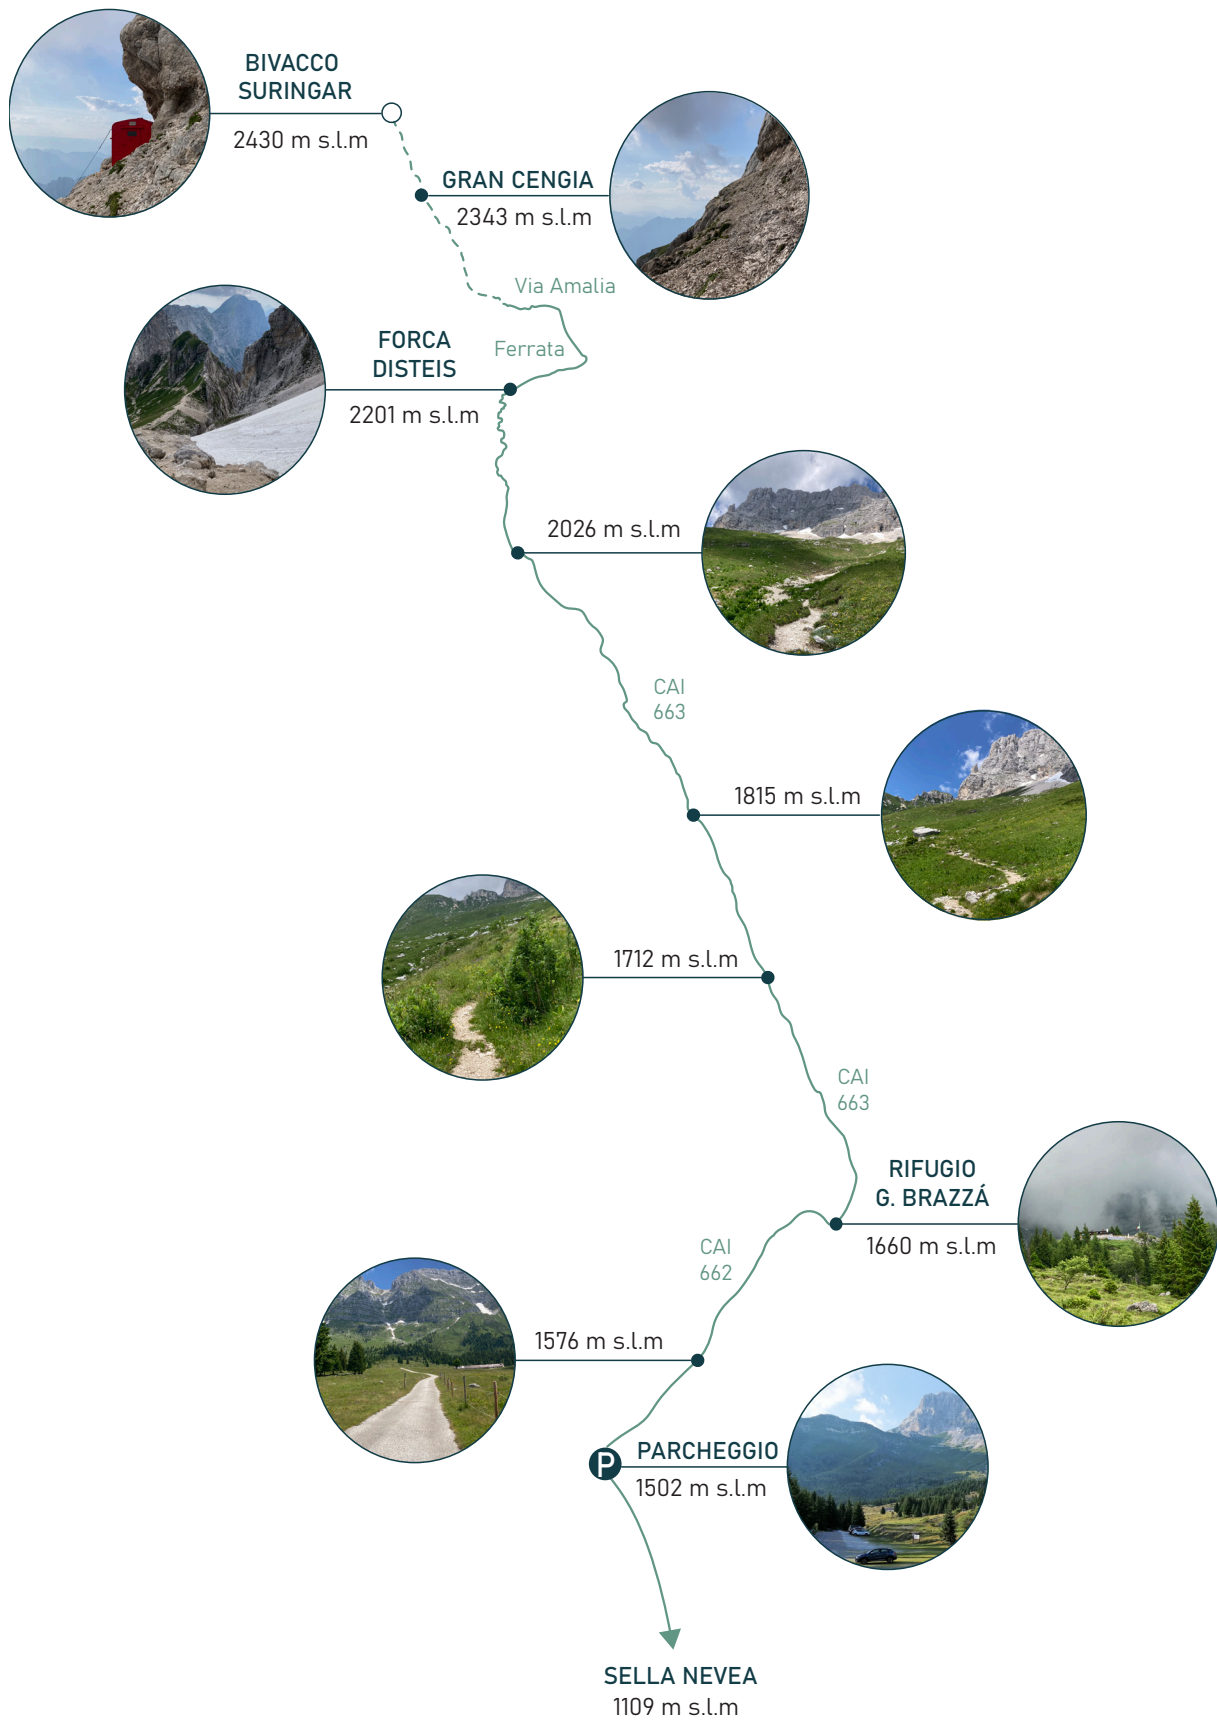 BIVACCO
SURINGAR
2430 m s.l.m
GRAN CENGIA
2343 m s.l.m
Via Amalia
Ferrata
FORCA
DISTEIS
2201 m s.l.m
2026 m s.l.m
CAI
663
1815 m s.l.m
1712 m s.l.m
CAI
663
RIFUGIO
G. BRAZZÁ
1660 m s.l.m
CAI
662
1576 m s.l.m
P
PARCHEGGIO
1502 m s.l.m
SELLA NEVEA
1109 m s.l.m